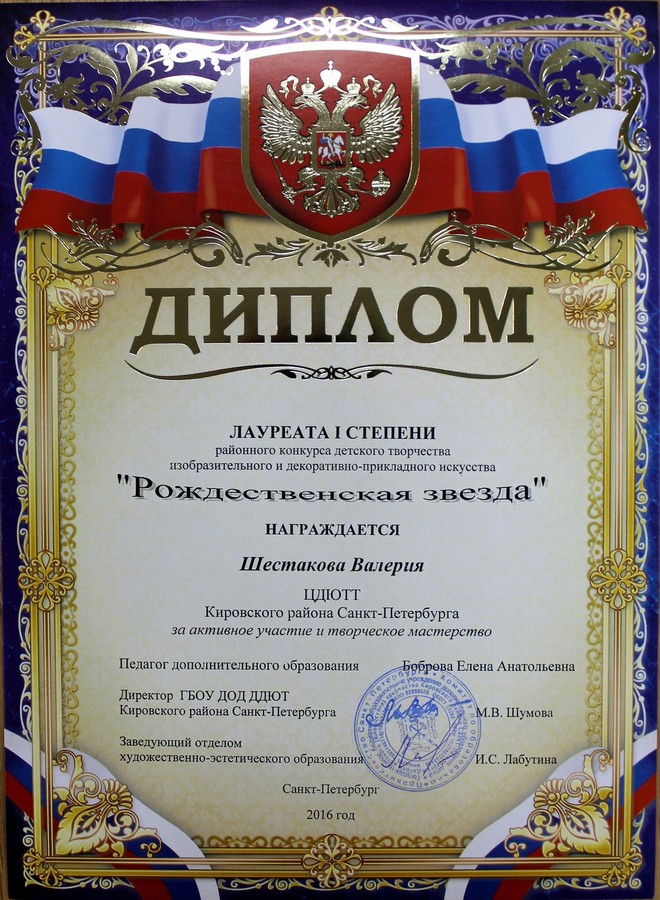 ДИПЛОМ
ЛАУРЕАТА I СТЕПЕНИ
районного конкурса детского творчества
изобразительного и декоративно-прикладного искусства
"Рождественская звезда"
НАГРАЖДАЕТСЯ
Шестакова Валерия
ЦДЮТТ
Кировского района Санкт-Петербурга
за активное участие и творческое мастерство
Педагог дополнительного образования Боброва Елена Анатольевна
Директор ГБОУ ДОД ДДЮТ
Кировского района Санкт-Петербурга М.В. Шумова
Заведующий отделом
художественно-эстетического образования И.С. Лабутина
Санкт-Петербург
2016 год